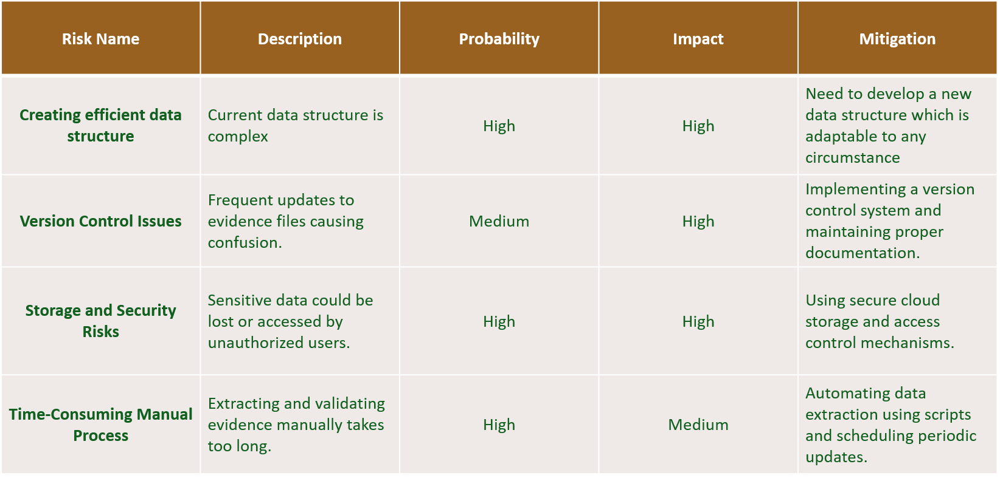 Risk Name
Description
Probability
Impact
Mitigation
Creating efficient data
structure
Current data structure is
complex
High
High
Need to develop a new
data structure which is
adaptable to any
circumstance
Version Control Issues
Frequent updates to
evidence files causing
confusion.
Medium
High
Implementing a version
control system and
maintaining proper
documentation.
Storage and Security
Risks
Sensitive data could be
lost or accessed by
unauthorized users.
High
High
Using secure cloud
storage and access
control mechanisms.
Time-Consuming Manual
Process
Extracting and validating
evidence manually takes
too long.
High
Medium
Automating data
extraction using scripts
and scheduling periodic
updates.